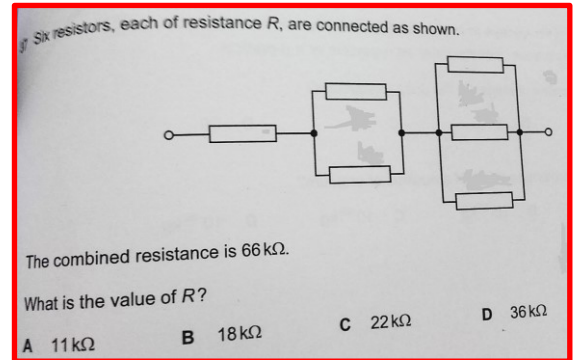 37 Six resistors, each of resistance R, are connected as shown.
The combined resistance is 66 kΩ.
What is the value of R?
A 11 kΩ B 18 kΩ C 22 kΩ D 36 kΩ